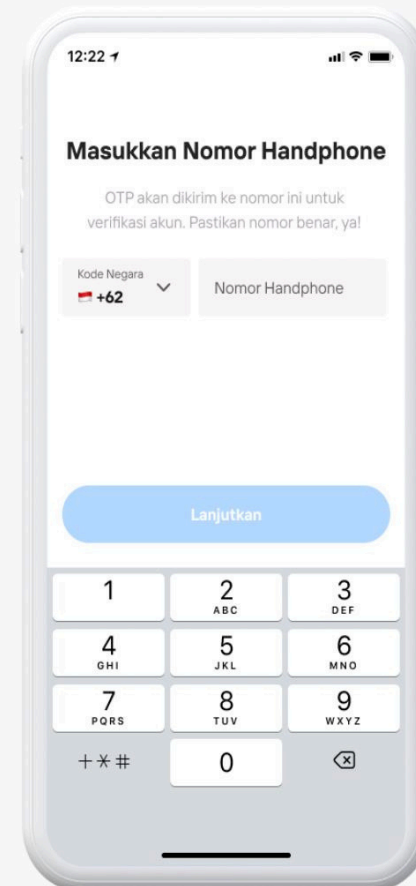 12:22
Masukkan Nomor Handphone
OTP akan dikirim ke nomor ini untuk
verifikasi akun. Pastikan nomor benar, ya!
Kode Negara
+62
Nomor Handphone
Lanjutkan
1
2
ABC
3
DEF
4
GHI
5
JKL
6
MNO
7
PQRS
8
TUV
9
WXYZ
+*#
0